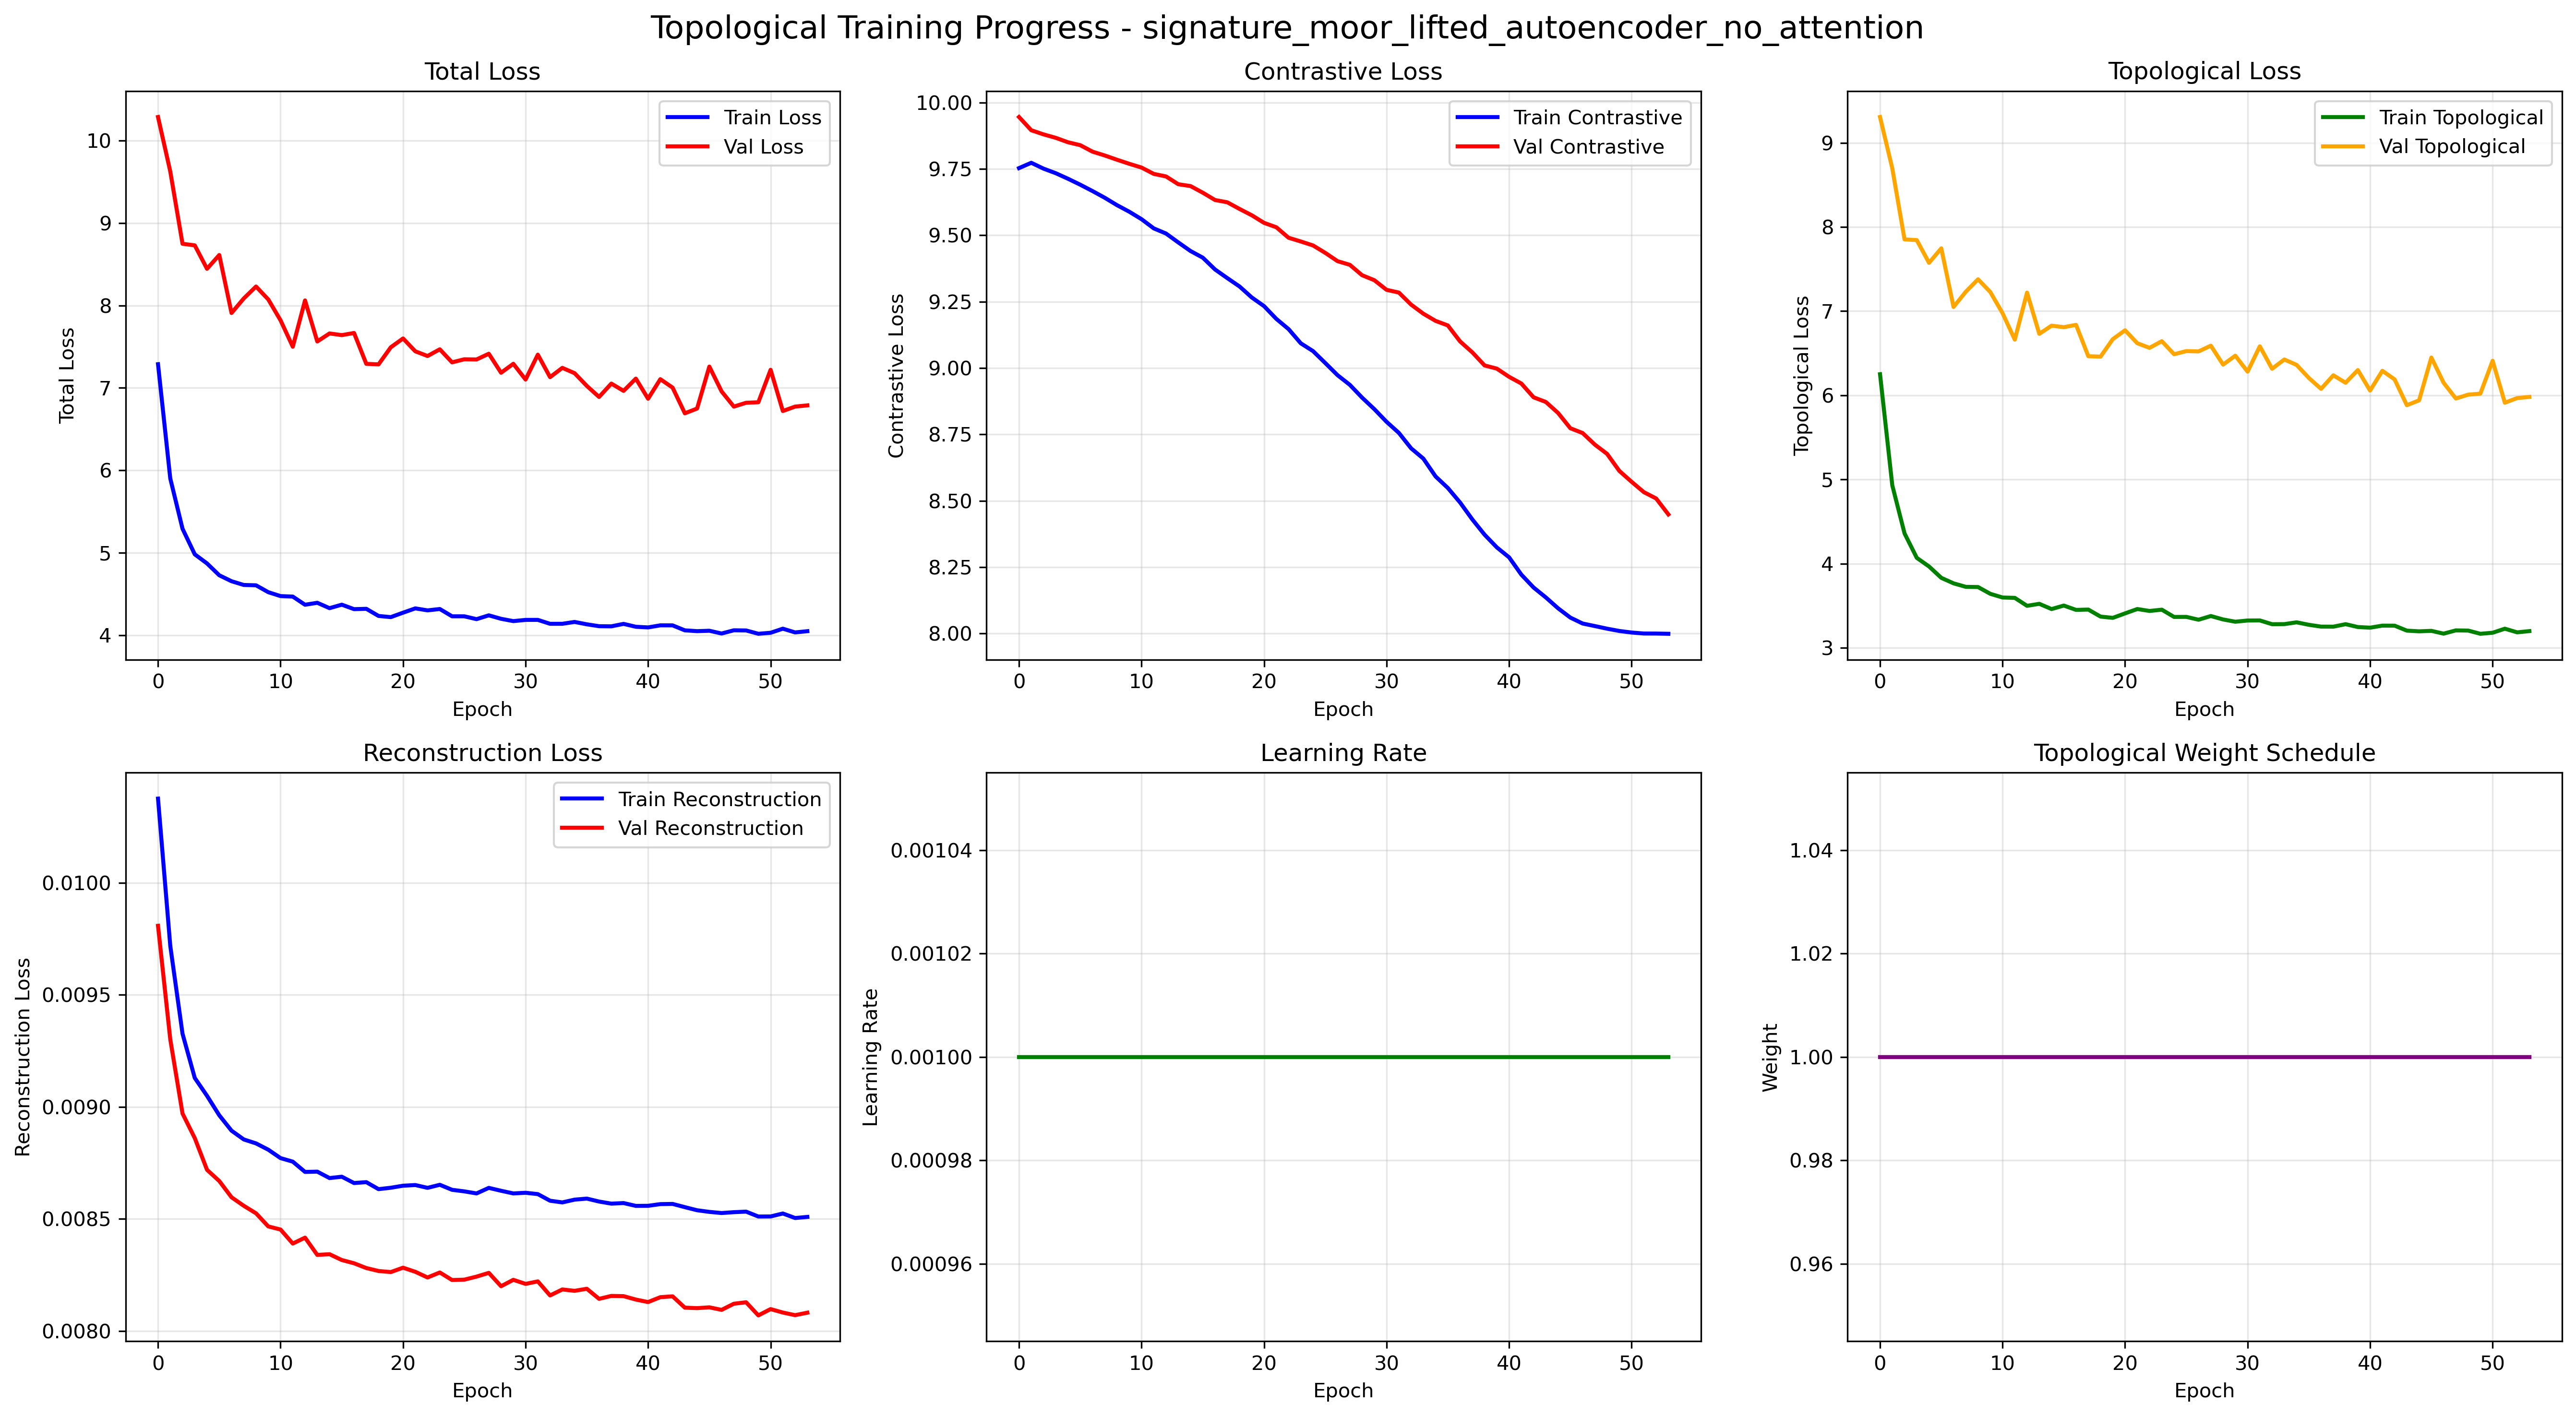 Topological Training Progress - signature_moor_lifted_autoencoder_no_attention
Total Loss
Train Loss
Val Loss
10
9
8
7
6
5
4
Total Loss
0 10 20 30 40 50
Epoch
Contrastive Loss
Train Contrastive
Val Contrastive
10.00
9.75
9.50
9.25
9.00
8.75
8.50
8.25
8.00
Contrastive Loss
0 10 20 30 40 50
Epoch
Topological Loss
Train Topological
Val Topological
9
8
7
6
5
4
3
Topological Loss
0 10 20 30 40 50
Epoch
Reconstruction Loss
Train Reconstruction
Val Reconstruction
0.0100
0.0095
0.0090
0.0085
0.0080
Reconstruction Loss
0 10 20 30 40 50
Epoch
Learning Rate
0.00104
0.00102
0.00100
0.00098
0.00096
Learning Rate
0 10 20 30 40 50
Epoch
Topological Weight Schedule
1.04
1.02
1.00
0.98
0.96
Weight
0 10 20 30 40 50
Epoch